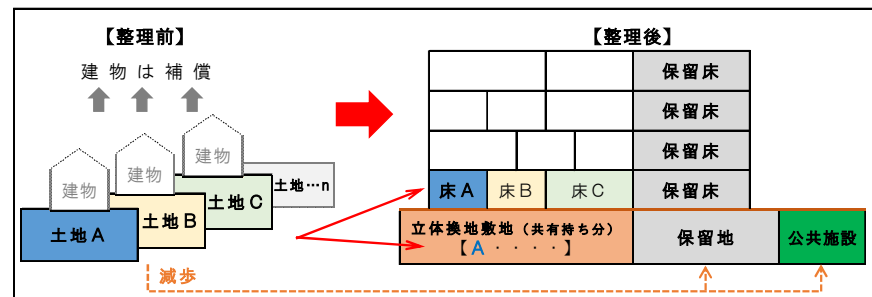 【整理前】
建物は補償
建物
建物
建物
土地A
土地B
土地C
土地…n
減歩
【整理後】
保留床
保留床
保留床
床A
床B
床C
保留床
立体換地敷地（共有持ち分）
【A・・・・】
保留地
公共施設